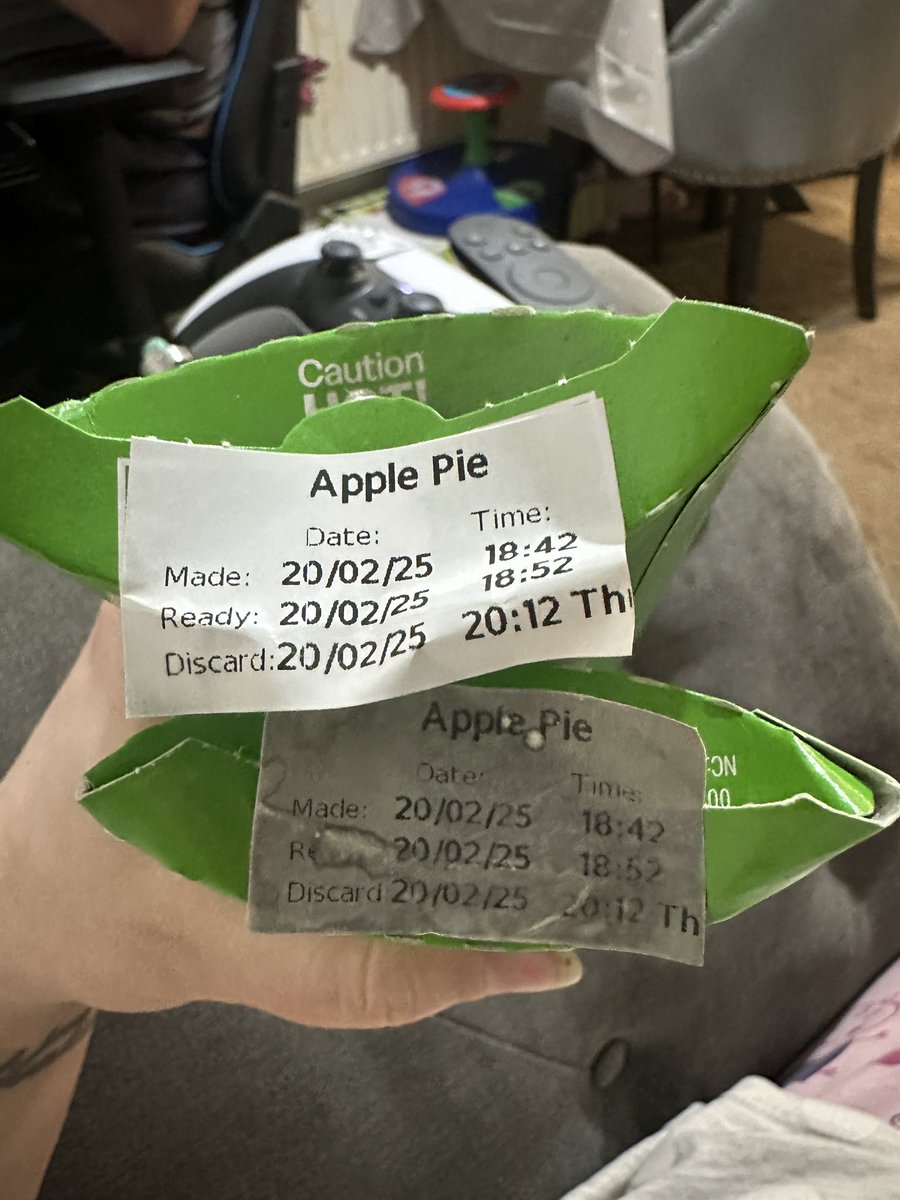 Caution
HOT!
Apple Pie
Date: Time:
Made: 20/02/25 18:42
Ready: 20/02/25 18:52
Discard: 20/02/25 20:12 Th
Apple Pie
Date: Time:
Made: 20/02/25 18:42
Re 20/02/25 18:52
Discard 20/02/25 20:12 Th